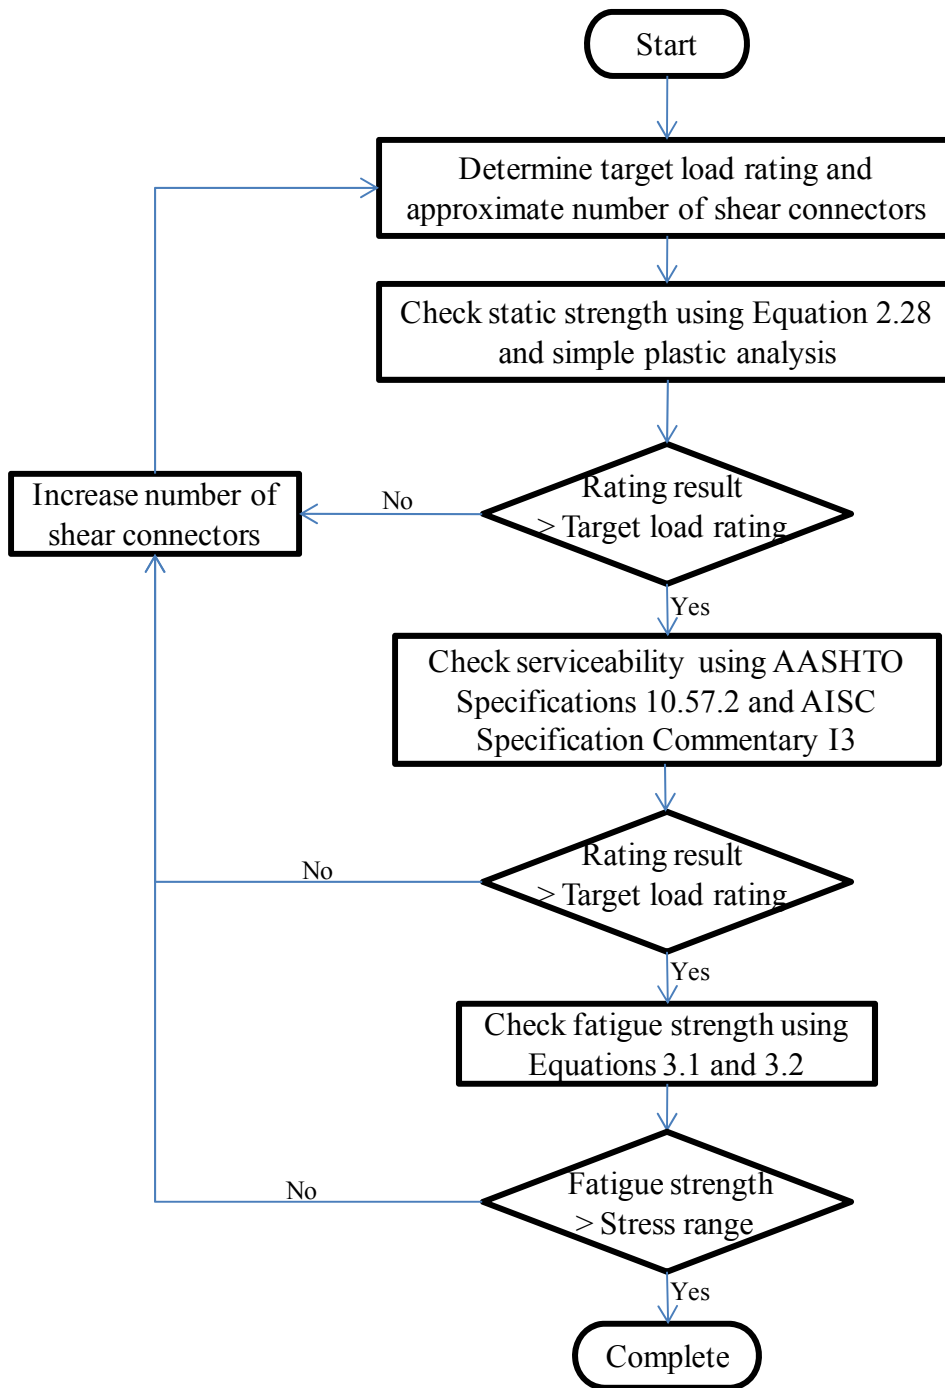 Start
Determine target load rating and
approximate number of shear connectors
Check static strength using Equation 2.28
and simple plastic analysis
Rating result
> Target load rating
No
Increase number of
shear connectors
Yes
Check serviceability using AASHTO
Specifications 10.57.2 and AISC
Specification Commentary I3
Rating result
> Target load rating
No
Yes
Check fatigue strength using
Equations 3.1 and 3.2
Fatigue strength
> Stress range
No
Yes
Complete